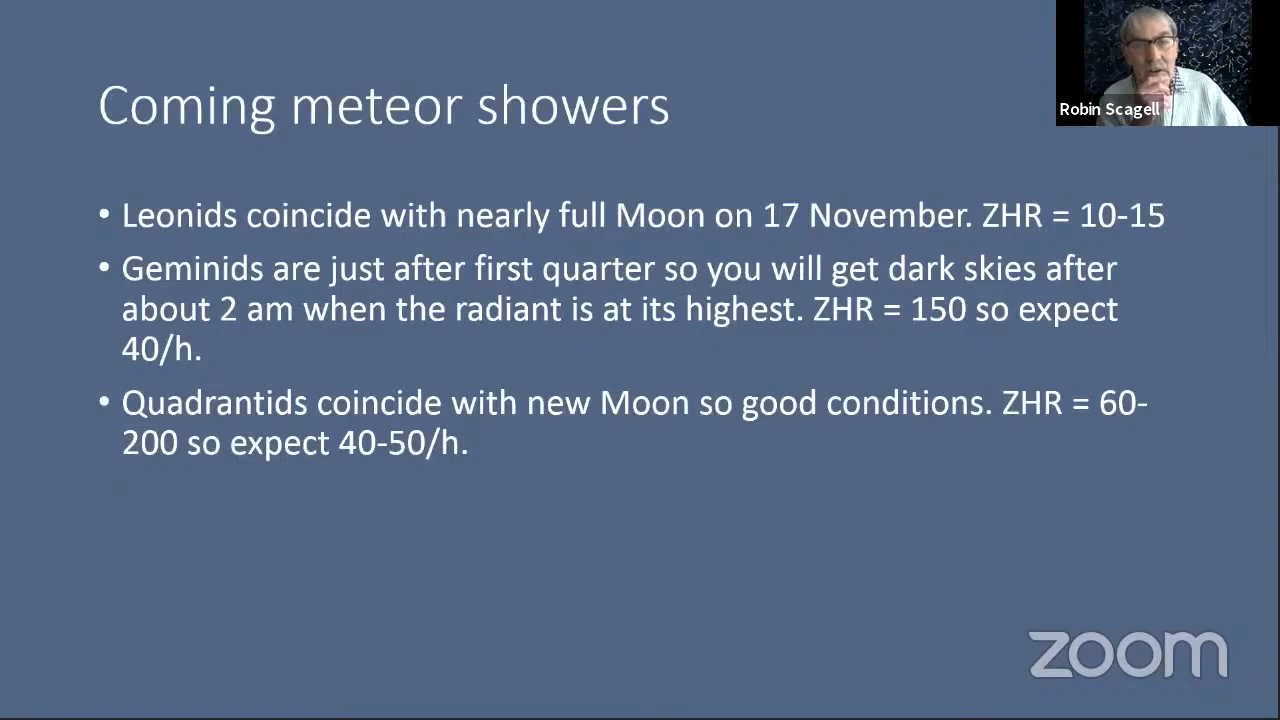 Coming meteor showers
Robin Scagell
• Leonids coincide with nearly full Moon on 17 November. ZHR = 10-15
• Geminids are just after first quarter so you will get dark skies after
about 2 am when the radiant is at its highest. ZHR = 150 so expect
40/h.
• Quadrantids coincide with new Moon so good conditions. ZHR = 60-
200 so expect 40-50/h.
zoom